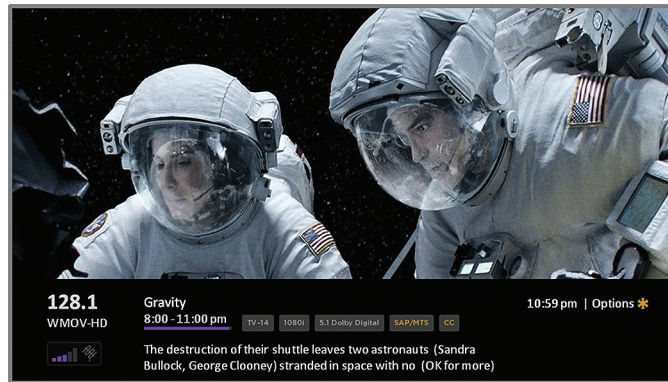 128.1
WMOV-HD
Gravity
8:00 - 11:00 pm
TV-14
1080i
5.1 Dolby Digital
SAP/MTS
CC
10:59 pm | Options *
The destruction of their shuttle leaves two astronauts (Sandra
Bullock, George Clooney) stranded in space with no (OK for more)